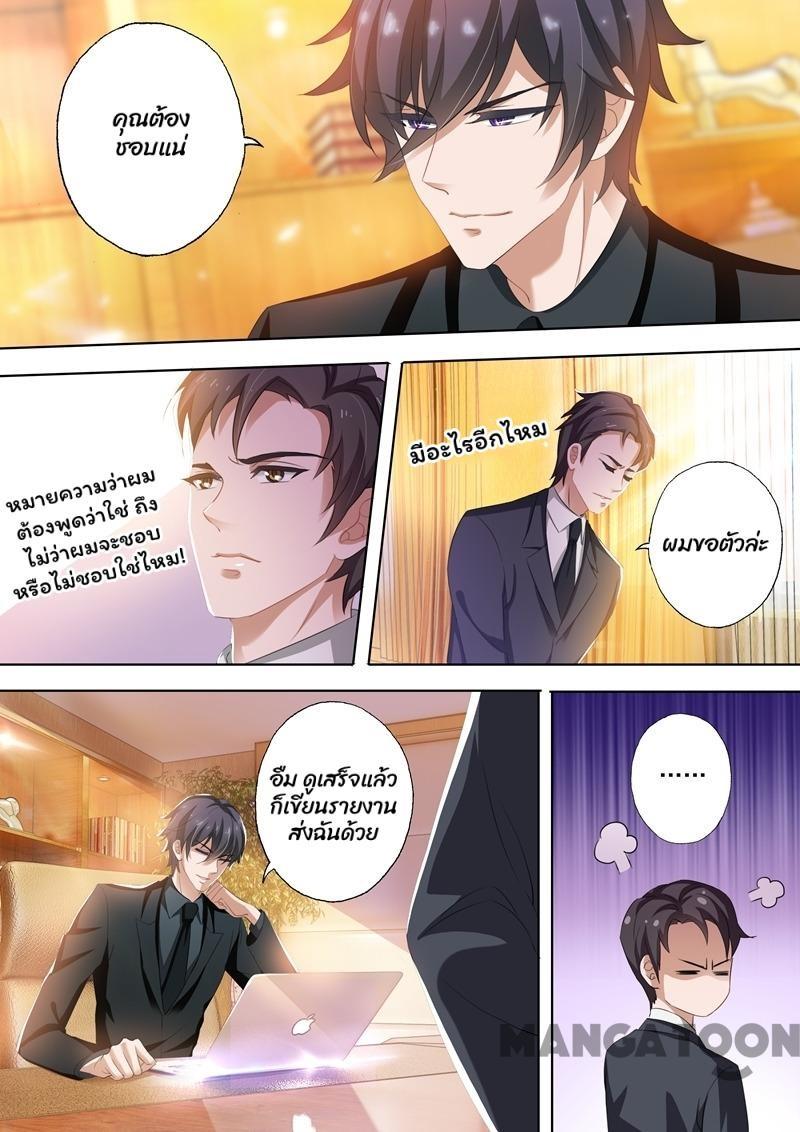 คุณต้อง
ชอบแน่
หมายความว่าผม
ต้องพูดว่าใช่ ถึง
ไม่ว่าผมจะชอบ
หรือไม่ชอบใช่ไหม!
มีอะไรอีกไหม
ผมขอตัวล่ะ
อืม ดูเสร็จแล้ว
ก็เขียนรายงาน
ส่งฉันด้วย
......
MANGATOON